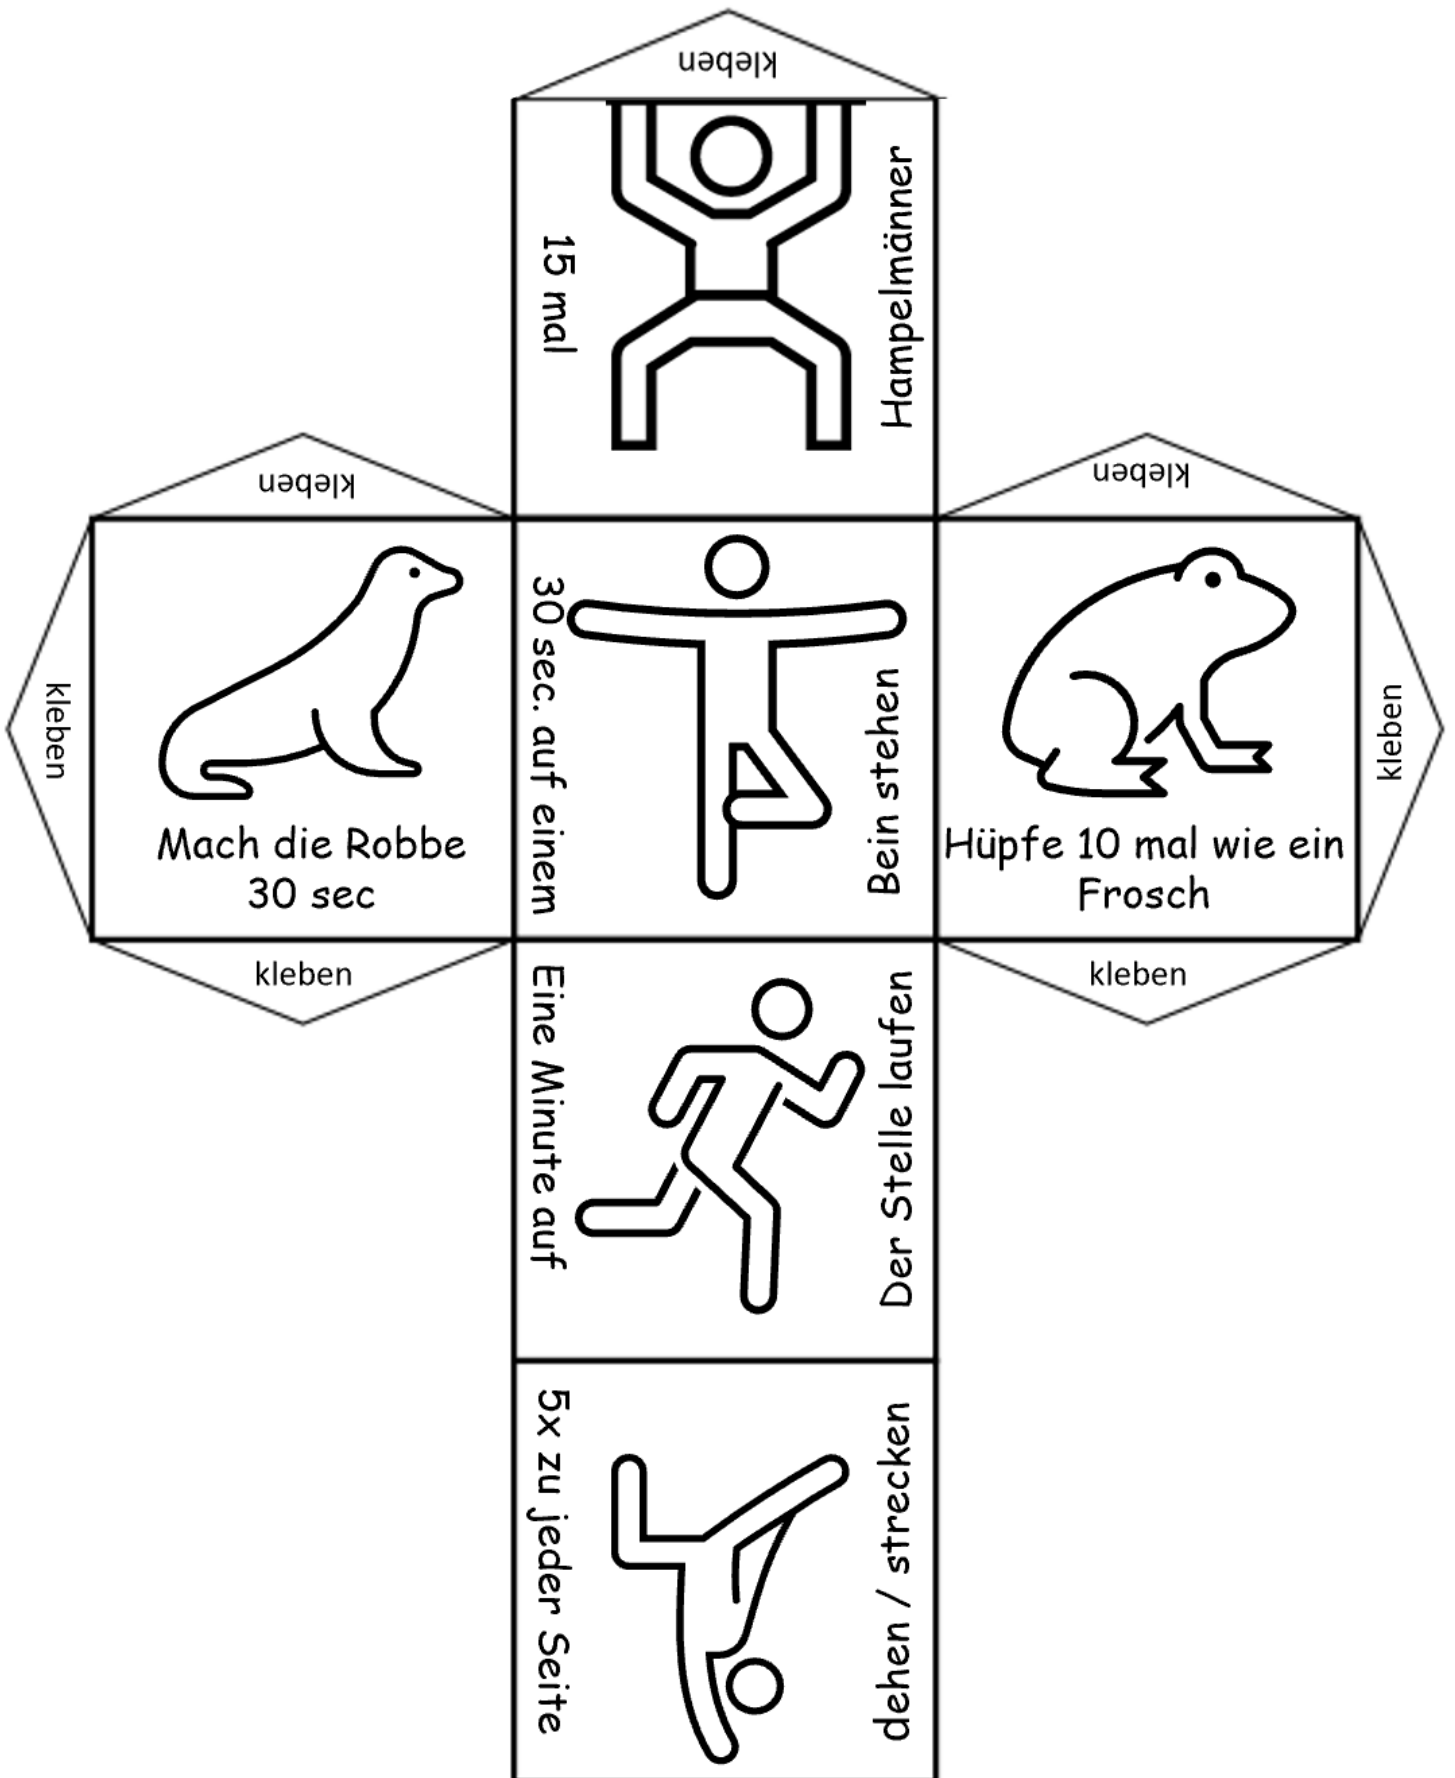 kleben
15 mal
Hampelmänner
kleben
kleben
kleben
Mach die Robbe
30 sec
kleben
30 sec. auf einem
Bein stehen
Hüpfe 10 mal wie ein
Frosch
kleben
kleben
Eine Minute auf
Der Stelle laufen
5x zu jeder Seite
dehen / strecken